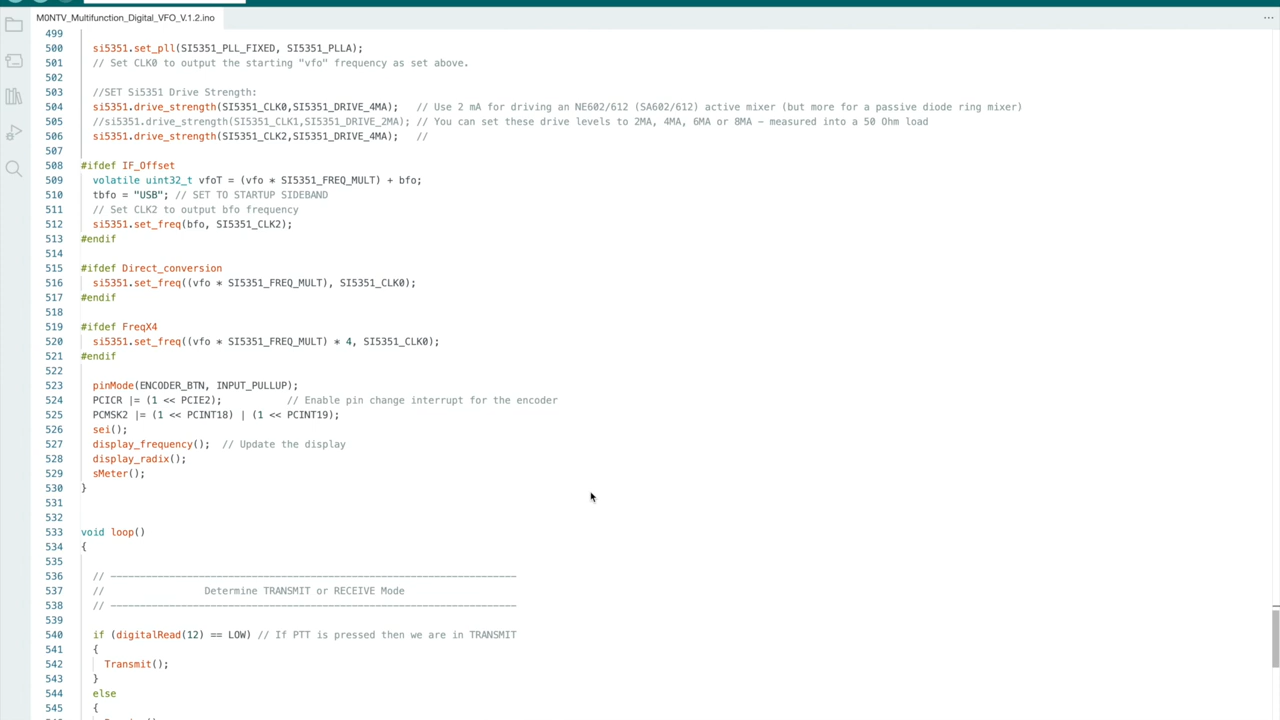 M0NTV_Multifunction_Digital_VFO_V.1.2.ino ...
499
500 si5351.set_pll(SI5351_PLL_FIXED, SI5351_PLLA);
501 // Set CLK0 to output the starting "vfo" frequency as set above.
502
503 //SET Si5351 Drive Strength:
504 si5351.drive_strength(SI5351_CLK0,SI5351_DRIVE_4MA); // Use 2 mA for driving an NE602/612 (SA602/612) active mixer (but more for a passive diode ring mixer)
505 //si5351.drive_strength(SI5351_CLK1,SI5351_DRIVE_2MA); // You can set these drive levels to 2MA, 4MA, 6MA or 8MA – measured into a 50 Ohm load
506 si5351.drive_strength(SI5351_CLK2,SI5351_DRIVE_4MA); //
507
508 #ifdef IF_Offset
509 volatile uint32_t vfoT = (vfo * SI5351_FREQ_MULT) + bfo;
510 tbfo = "USB"; // SET TO STARTUP SIDEBAND
511 // Set CLK2 to output bfo frequency
512 si5351.set_freq(bfo, SI5351_CLK2);
513 #endif
514
515 #ifdef Direct_conversion
516 si5351.set_freq((vfo * SI5351_FREQ_MULT), SI5351_CLK0);
517 #endif
518
519 #ifdef FreqX4
520 si5351.set_freq((vfo * SI5351_FREQ_MULT) * 4, SI5351_CLK0);
521 #endif
522
523 pinMode(ENCODER_BTN, INPUT_PULLUP);
524 PCICR |= (1 << PCIE2); // Enable pin change interrupt for the encoder
525 PCMSK2 |= (1 << PCINT18) | (1 << PCINT19);
526 sei();
527 display_frequency(); // Update the display
528 display_radix();
529 sMeter();
530 }
531
532
533 void loop()
534 {
535
536 // ----------------------------------------------------------------------
537 // Determine TRANSMIT or RECEIVE Mode
538 // ----------------------------------------------------------------------
539
540 if (digitalRead(12) == LOW) // If PTT is pressed then we are in TRANSMIT
541 {
542 Transmit();
543 }
544 else
545 {